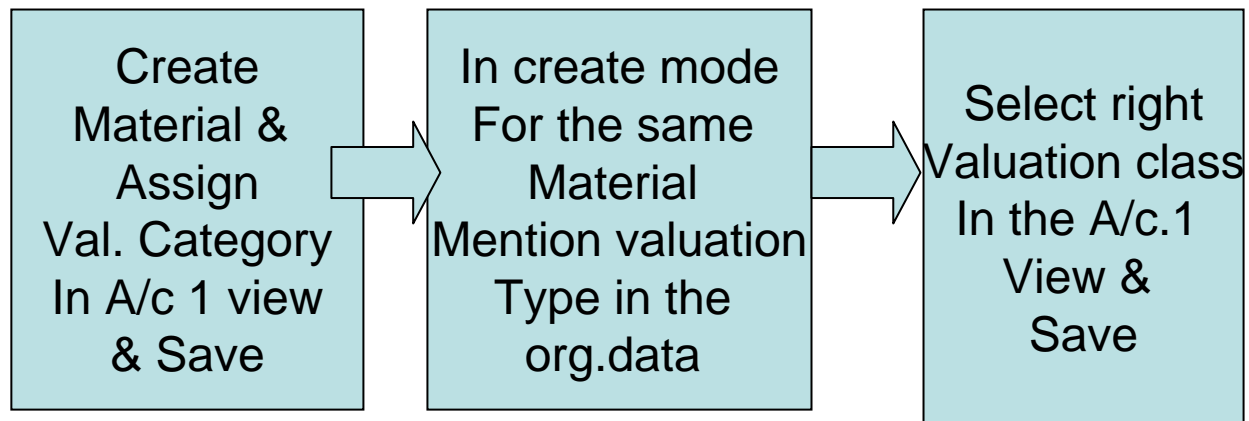 Create
Material &
Assign
Val. Category
In A/c 1 view
& Save
In create mode
For the same
Material
Mention valuation
Type in the
org.data
Select right
Valuation class
In the A/c.1
View &
Save